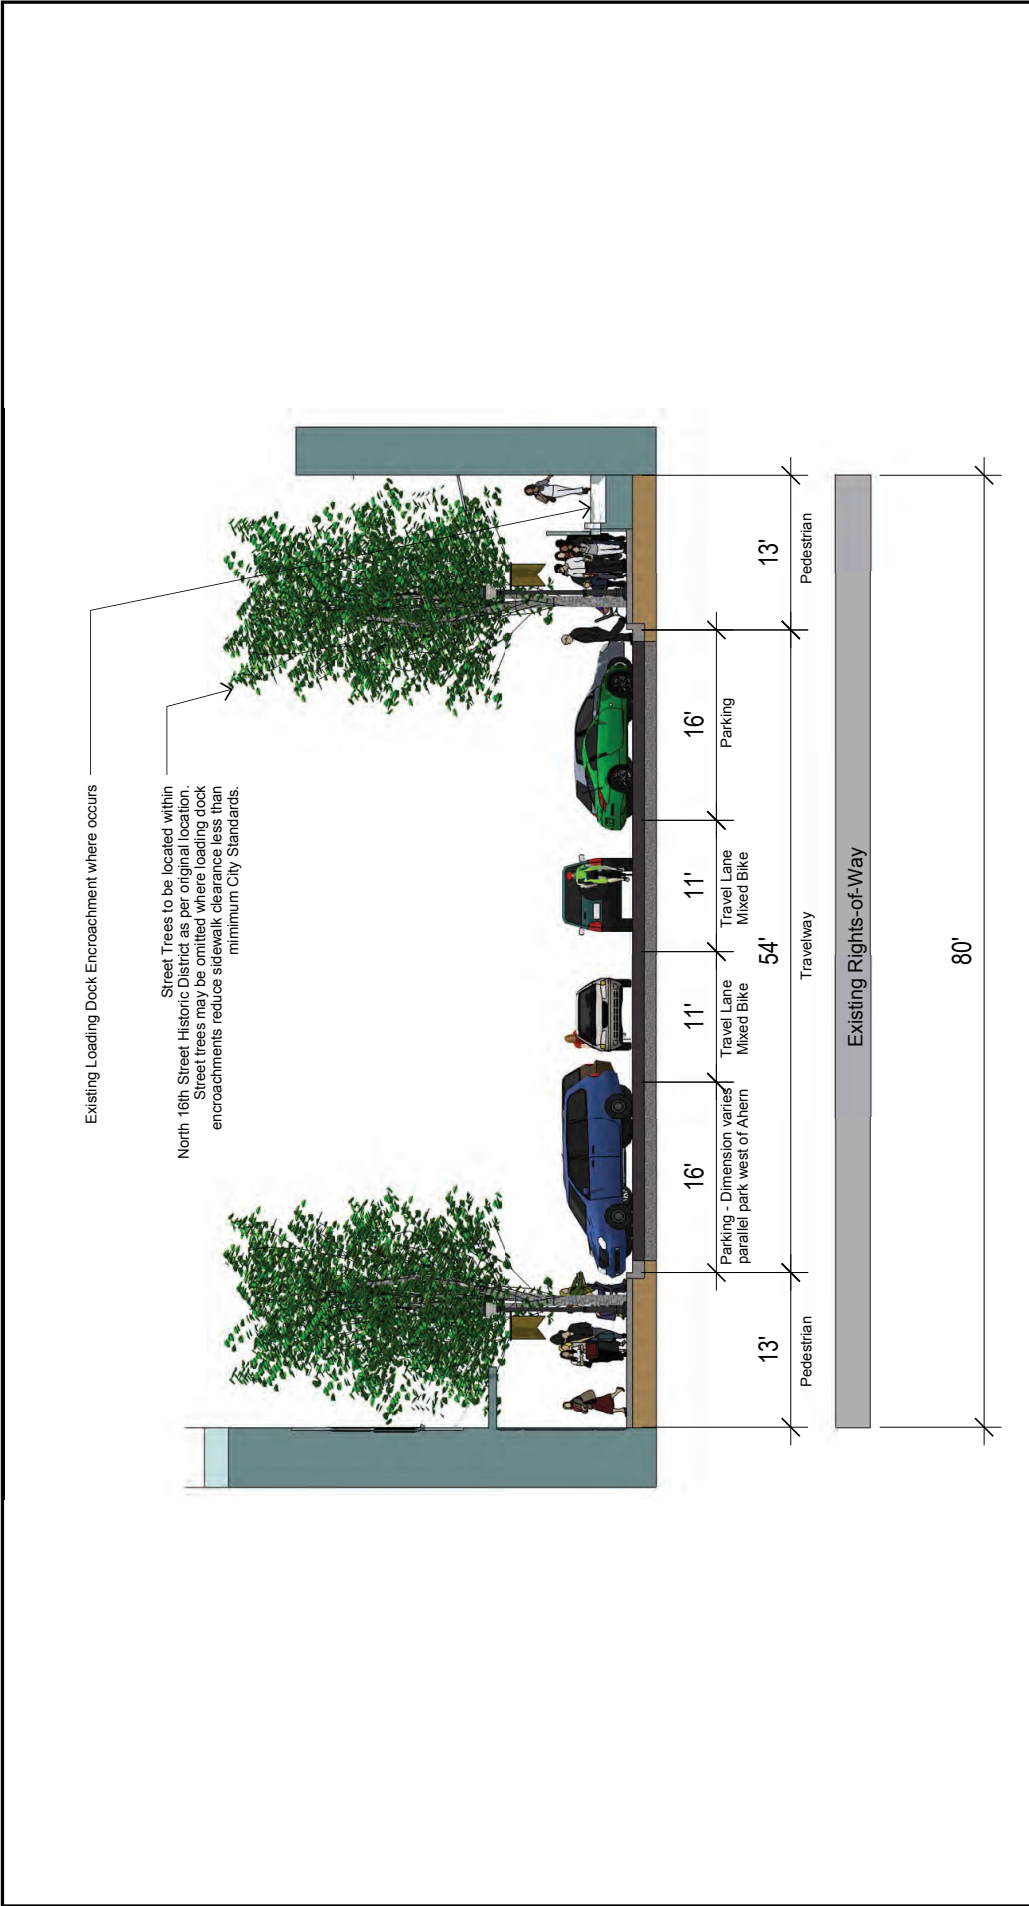 Existing Loading Dock Encroachment where occurs
Street Trees to be located within
North 16th Street Historic District as per original location.
Street trees may be omitted where loading dock
encroachments reduce sidewalk clearance less than
mimimum City Standards.
16'
11'
11'
16'
Parking - Dimension varies
parallel park west of Ahern
Travel Lane
Mixed Bike
Travel Lane
Mixed Bike
Parking
13'
54'
13'
Pedestrian
Travelway
Pedestrian
Existing Rights-of-Way
80'